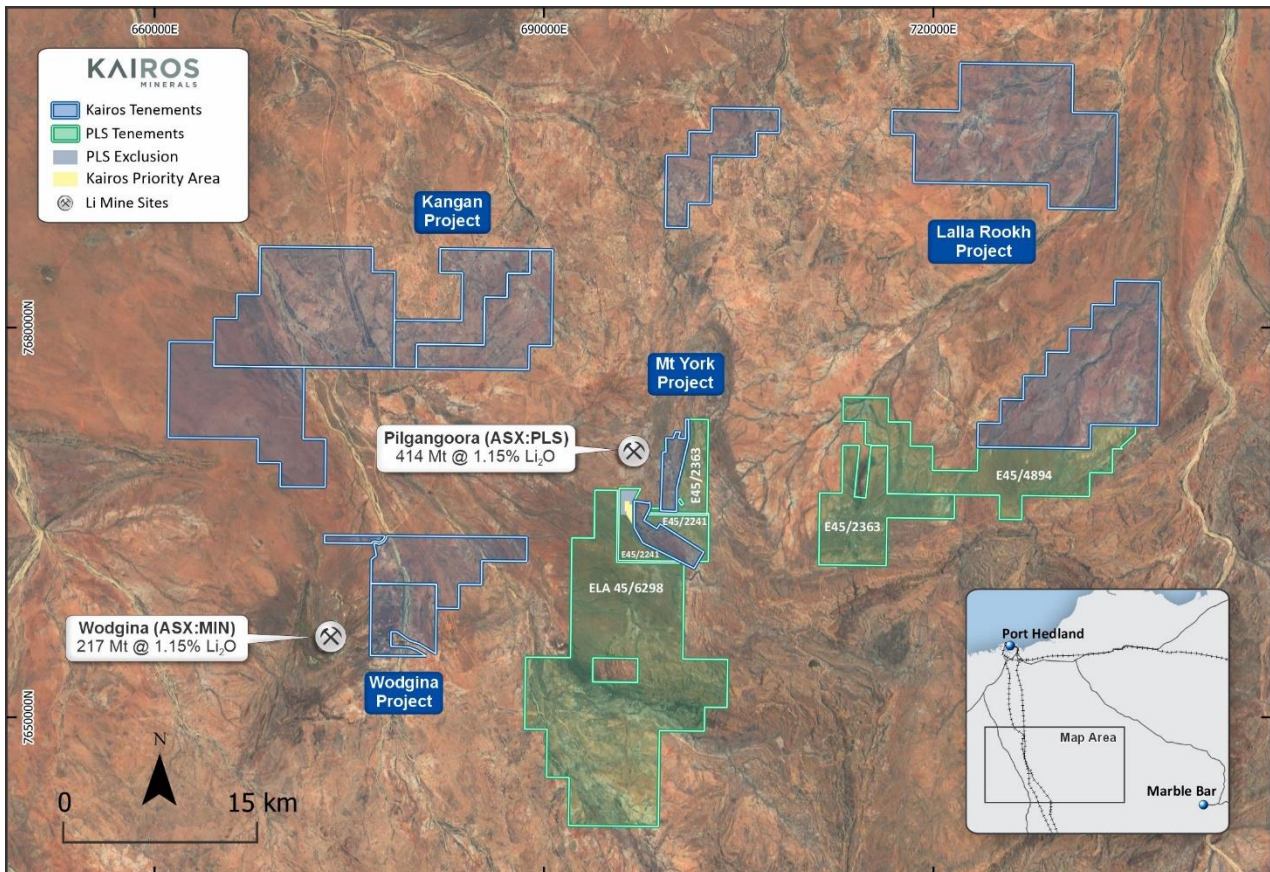 660000E
690000E
720000E
KAIROS
MINERALS
Kairos Tenements
PLS Tenements
PLS Exclusion
Kairos Priority Area
Li Mine Sites
Kangan
Project
Lalla Rookh
Project
7680000N
Mt York
Project
Pilgangoora (ASX:PLS)
414 Mt @ 1.15% Li₂O
E45/2363
E45/4894
E45/2363
E45/2241
E45/2241
ELA 45/6298
Wodgina (ASX:MIN)
217 Mt @ 1.15% Li₂O
Wodgina
Project
7650000N
N
0 15 km
Port Hedland
Map Area
Marble Bar